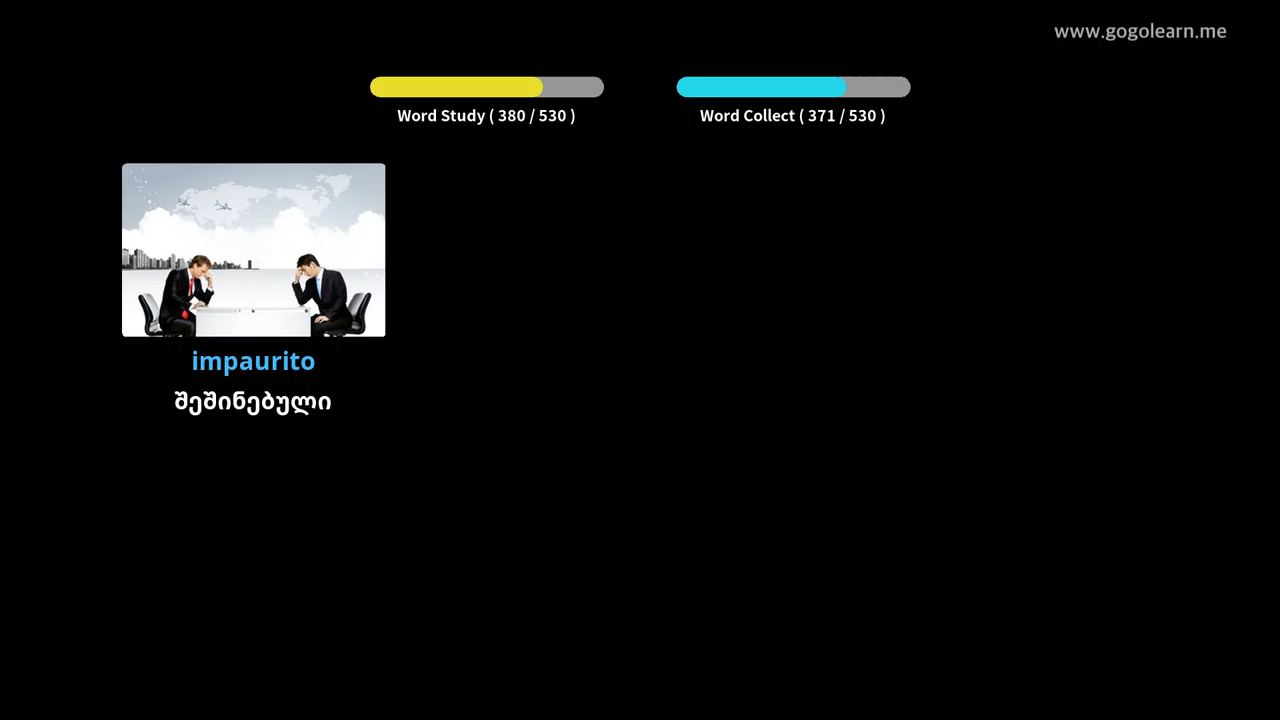 www.gogolearn.me
Word Study ( 380 / 530 )
Word Collect ( 371 / 530 )
impaurito
შეშინებული